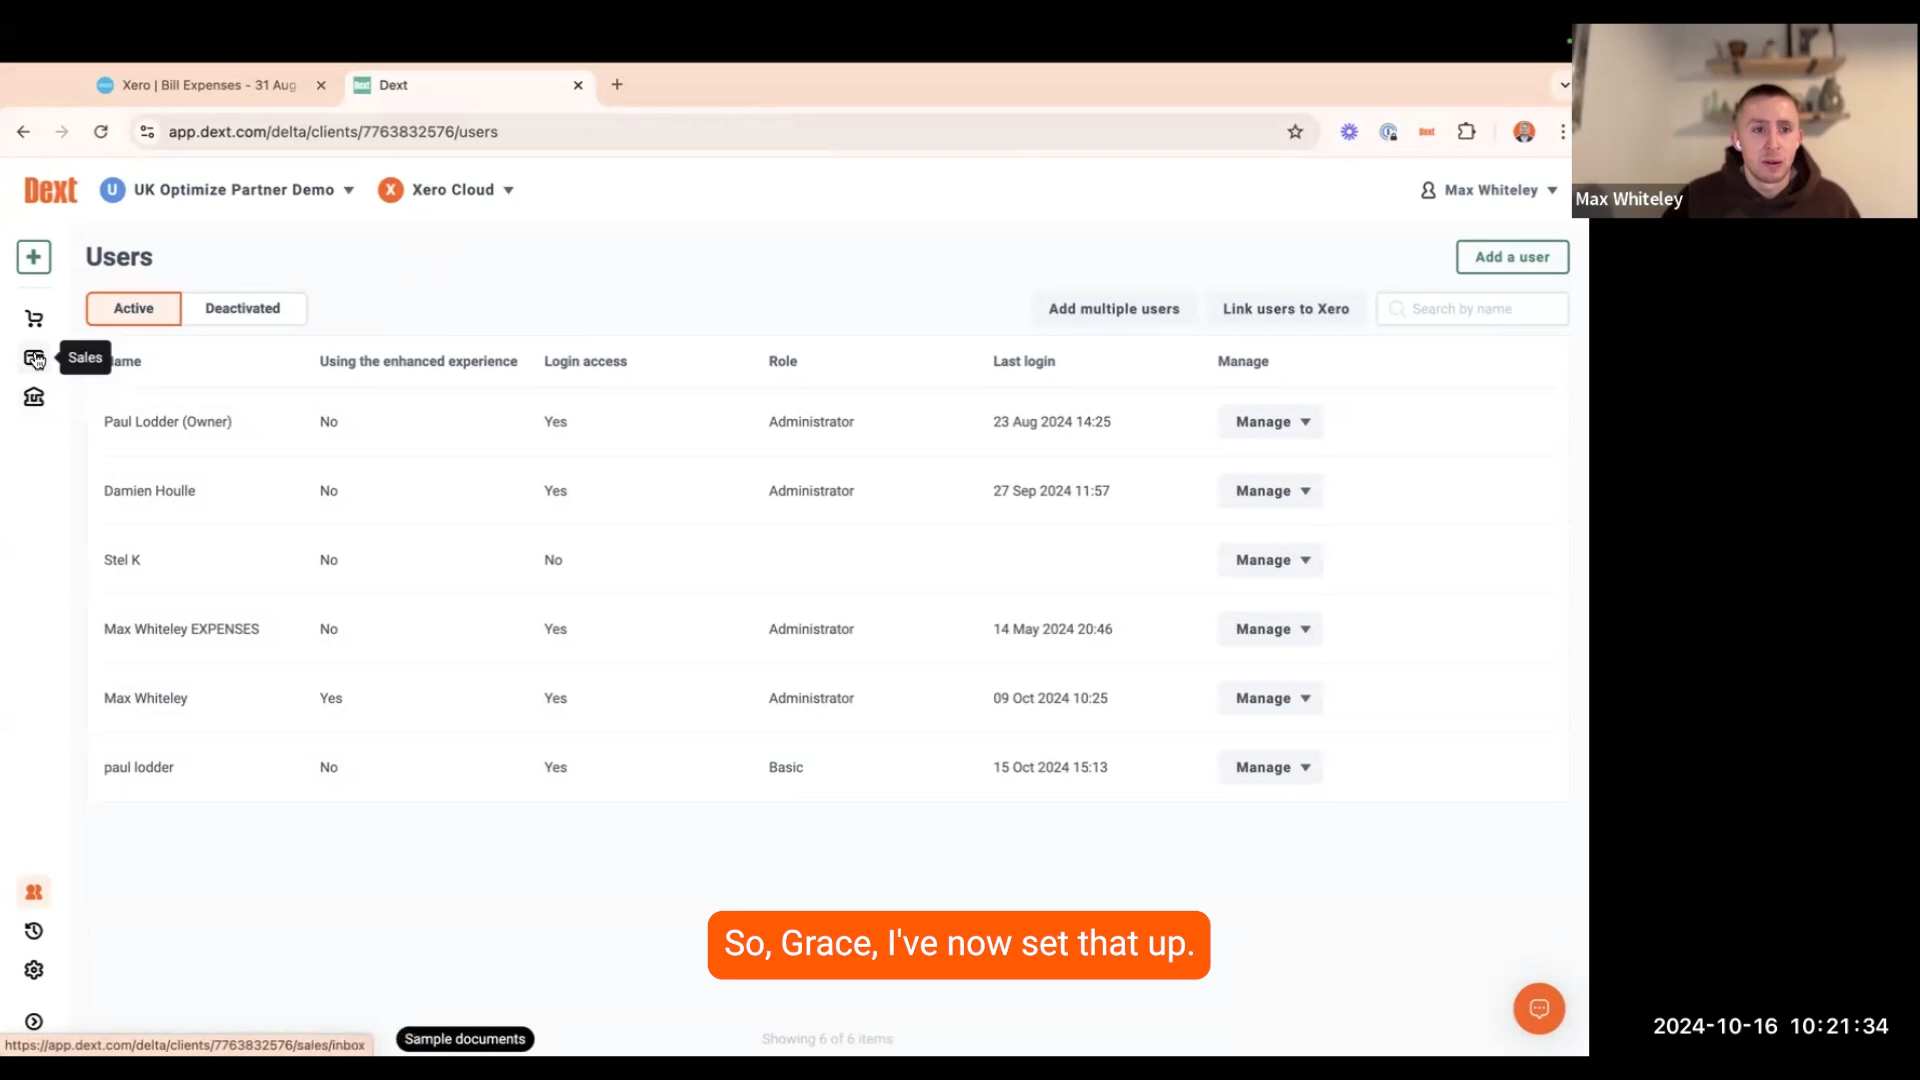 Xero | Bill Expenses - 31 Aug
Dext
app.dext.com/delta/clients/7763832576/users
Dext
U UK Optimize Partner Demo
X Xero Cloud
Max Whiteley
Max Whiteley
Users
Add a user
Active
Deactivated
Add multiple users
Link users to Xero
Search by name
Sales
ame
Using the enhanced experience
Login access
Role
Last login
Manage
Paul Lodder (Owner)
No
Yes
Administrator
23 Aug 2024 14:25
Manage
Damien Houlle
No
Yes
Administrator
27 Sep 2024 11:57
Manage
Stel K
No
No
Manage
Max Whiteley EXPENSES
No
Yes
Administrator
14 May 2024 20:46
Manage
Max Whiteley
Yes
Yes
Administrator
09 Oct 2024 10:25
Manage
paul lodder
No
Yes
Basic
15 Oct 2024 15:13
Manage
So, Grace, I've now set that up.
2024-10-16 10:21:34
Sample documents
Showing 6 of 6 items
https://app.dext.com/delta/clients/7763832576/sales/inbox